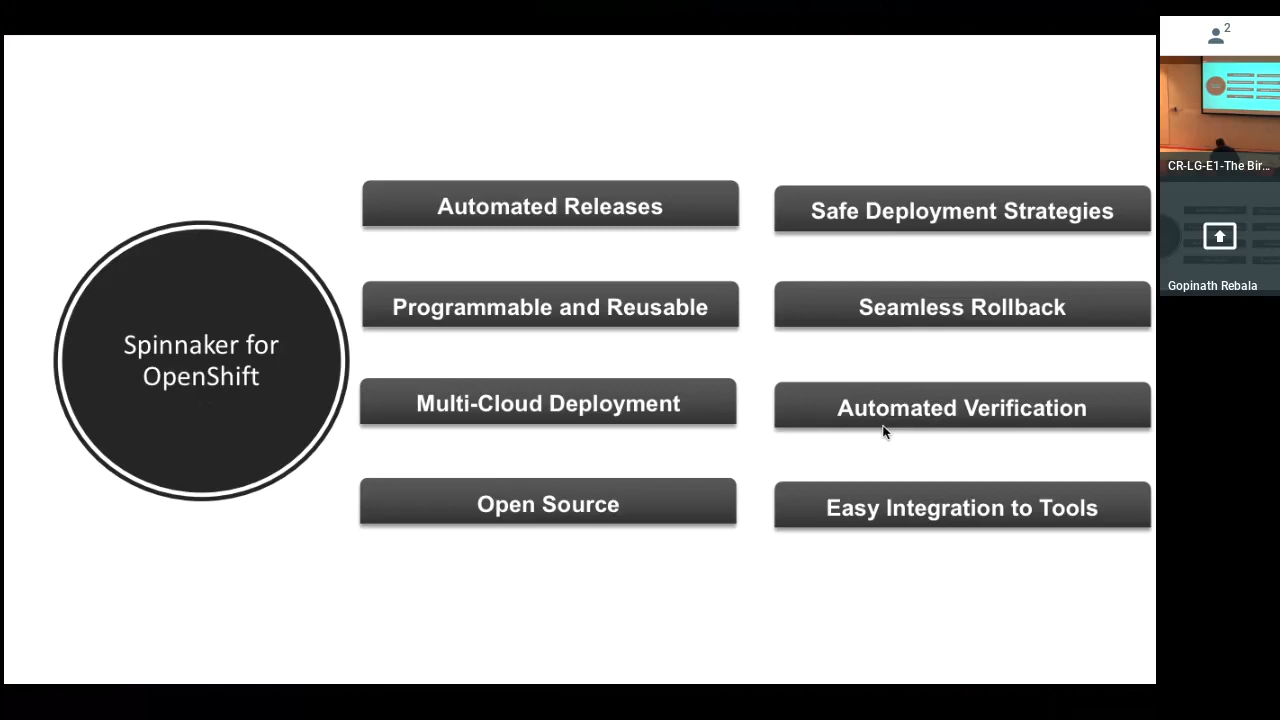 Spinnaker for
OpenShift
Automated Releases
Programmable and Reusable
Multi-Cloud Deployment
Open Source
Safe Deployment Strategies
Seamless Rollback
Automated Verification
Easy Integration to Tools
2
CR-LG-E1-The Bir...
Gopinath Rebala